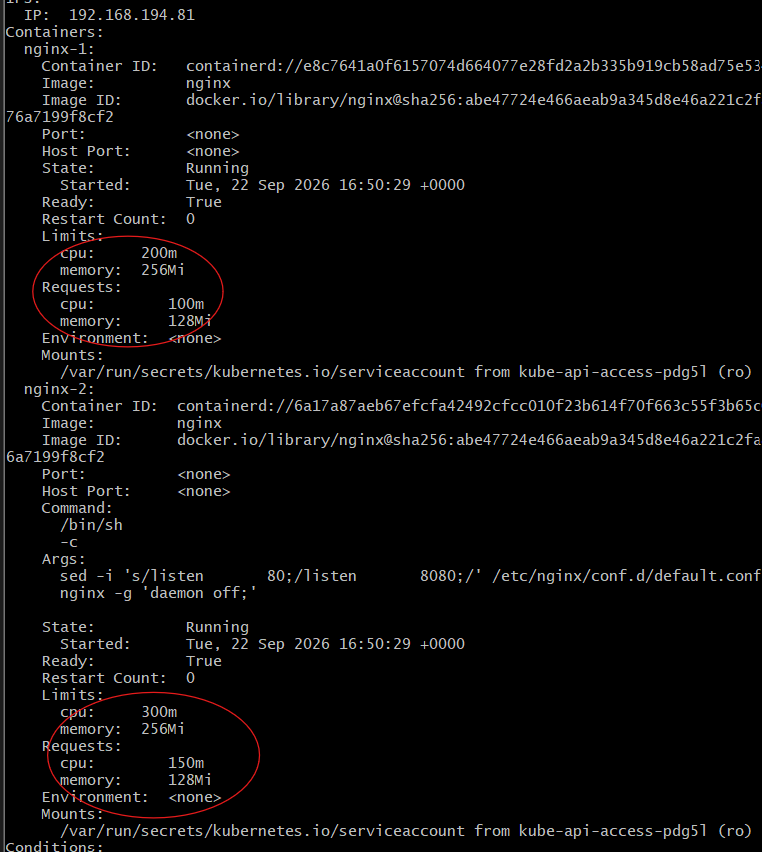 IP:  192.168.194.81
Containers:
  nginx-1:
    Container ID:   containerd://e8c7641a0f6157074d664077e28fd2a2b335b919cb58ad75e53
    Image:          nginx
    Image ID:       docker.io/library/nginx@sha256:abe47724e466aeab9a345d8e46a221c2f
76a7199f8cf2
    Port:           <none>
    Host Port:      <none>
    State:          Running
      Started:      Tue, 22 Sep 2026 16:50:29 +0000
    Ready:          True
    Restart Count:  0
    Limits:
      cpu:     200m
      memory:  256Mi
    Requests:
      cpu:        100m
      memory:     128Mi
    Environment:  <none>
    Mounts:
      /var/run/secrets/kubernetes.io/serviceaccount from kube-api-access-pdg5l (ro)
  nginx-2:
    Container ID:  containerd://6a17a87aeb67efcfa42492cfcc010f23b614f70f663c55f3b65c
    Image:         nginx
    Image ID:      docker.io/library/nginx@sha256:abe47724e466aeab9a345d8e46a221c2fa
6a7199f8cf2
    Port:          <none>
    Host Port:     <none>
    Command:
      /bin/sh
      -c
    Args:
      sed -i 's/listen       80;/listen       8080;/' /etc/nginx/conf.d/default.conf
      nginx -g 'daemon off;'
    State:          Running
      Started:      Tue, 22 Sep 2026 16:50:29 +0000
    Ready:          True
    Restart Count:  0
    Limits:
      cpu:     300m
      memory:  256Mi
    Requests:
      cpu:        150m
      memory:     128Mi
    Environment:  <none>
    Mounts:
      /var/run/secrets/kubernetes.io/serviceaccount from kube-api-access-pdg5l (ro)
Conditions: